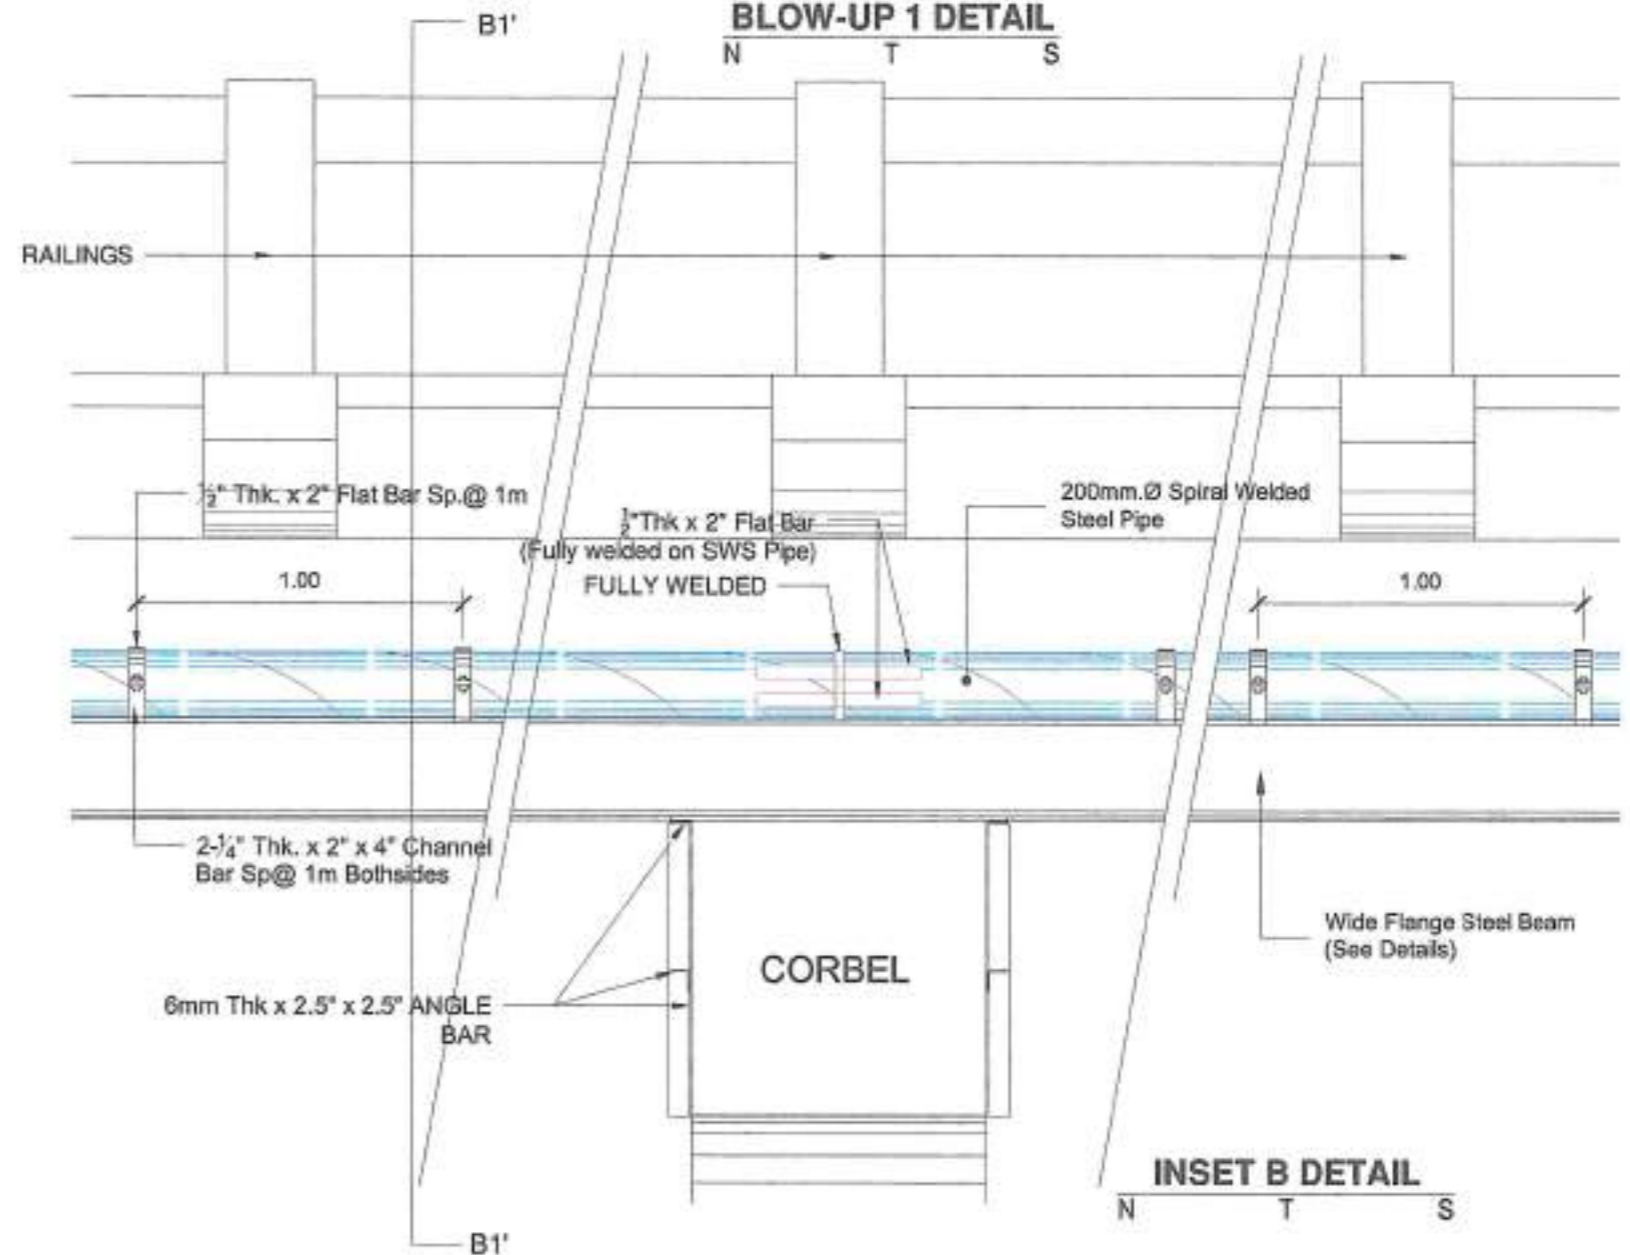 B1'
BLOW-UP 1 DETAIL
N T S
RAILINGS
½" Thk. x 2" Flat Bar Sp.@ 1m
½"Thk x 2" Flat Bar
(Fully welded on SWS Pipe)
FULLY WELDED
200mm.Ø Spiral Welded
Steel Pipe
1.00
1.00
2-¼" Thk. x 2" x 4" Channel
Bar Sp@ 1m Bothsides
Wide Flange Steel Beam
(See Details)
CORBEL
6mm Thk x 2.5" x 2.5" ANGLE
BAR
INSET B DETAIL
N T S
B1'